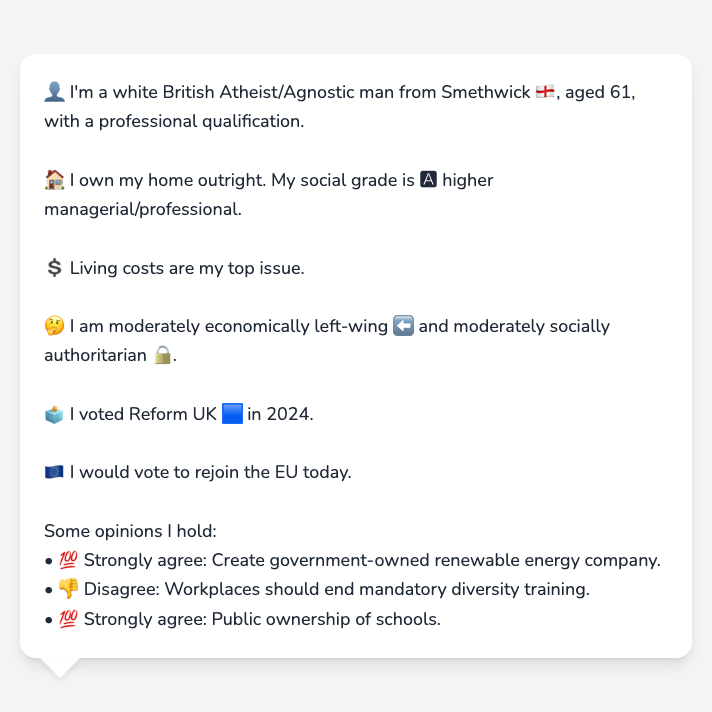 👤 I'm a white British Atheist/Agnostic man from Smethwick 🏴󠁧󠁢󠁥󠁮󠁧󠁿, aged 61,
with a professional qualification.
🏠 I own my home outright. My social grade is 🅰 higher
managerial/professional.
💲 Living costs are my top issue.
🤔 I am moderately economically left-wing ⬅️ and moderately socially
authoritarian 🔒.
🗳️ I voted Reform UK 🟦 in 2024.
🇪🇺 I would vote to rejoin the EU today.
Some opinions I hold:
• 💯 Strongly agree: Create government-owned renewable energy company.
• 👎 Disagree: Workplaces should end mandatory diversity training.
• 💯 Strongly agree: Public ownership of schools.